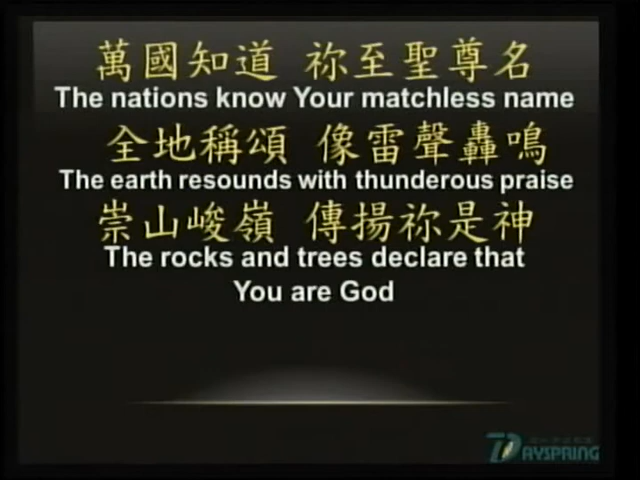 萬國知道 祢至聖尊名
The nations know Your matchless name
全地稱頌 像雷聲轟鳴
The earth resounds with thunderous praise
崇山峻嶺 傳揚祢是神
The rocks and trees declare that
You are God
DAYSPRING